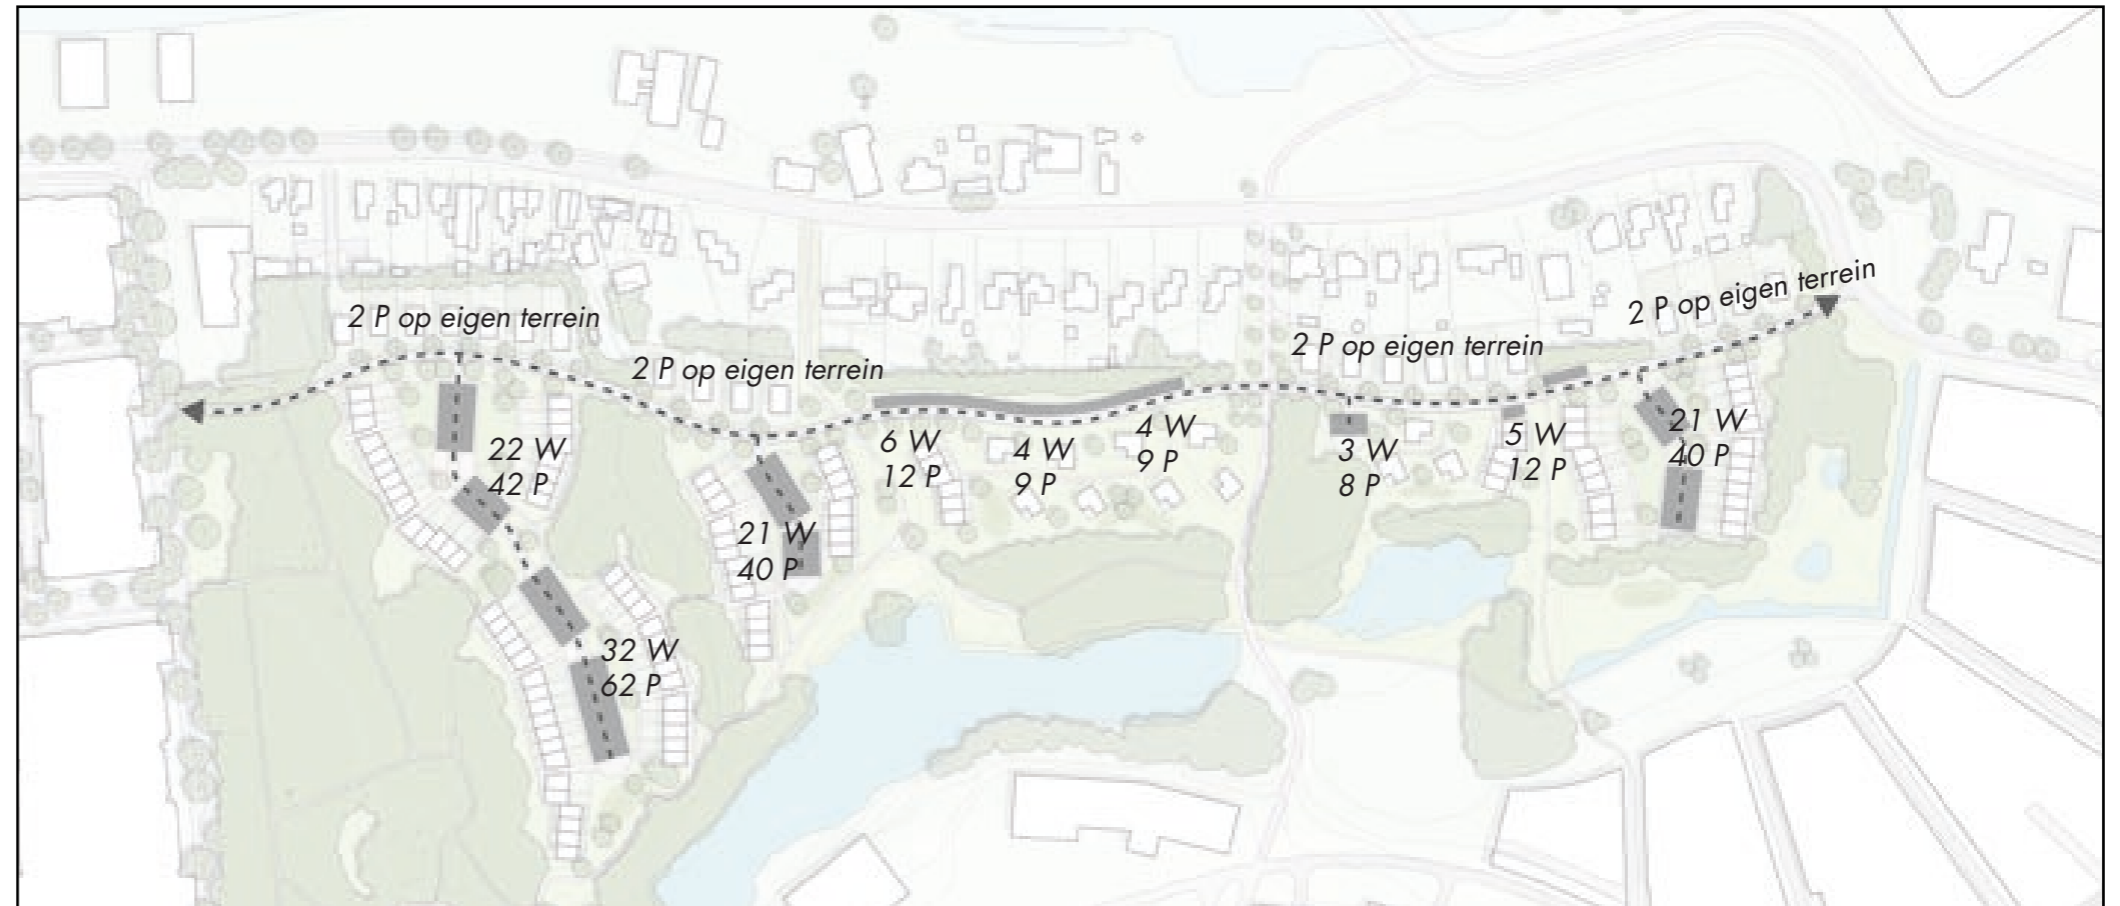 2 P op eigen terrein
2 P op eigen terrein
2 P op eigen terrein
2 P op eigen terrein
22 W
42 P
32 W
62 P
21 W
40 P
6 W
12 P
4 W
9 P
4 W
9 P
3 W
8 P
5 W
12 P
21 W
40 P